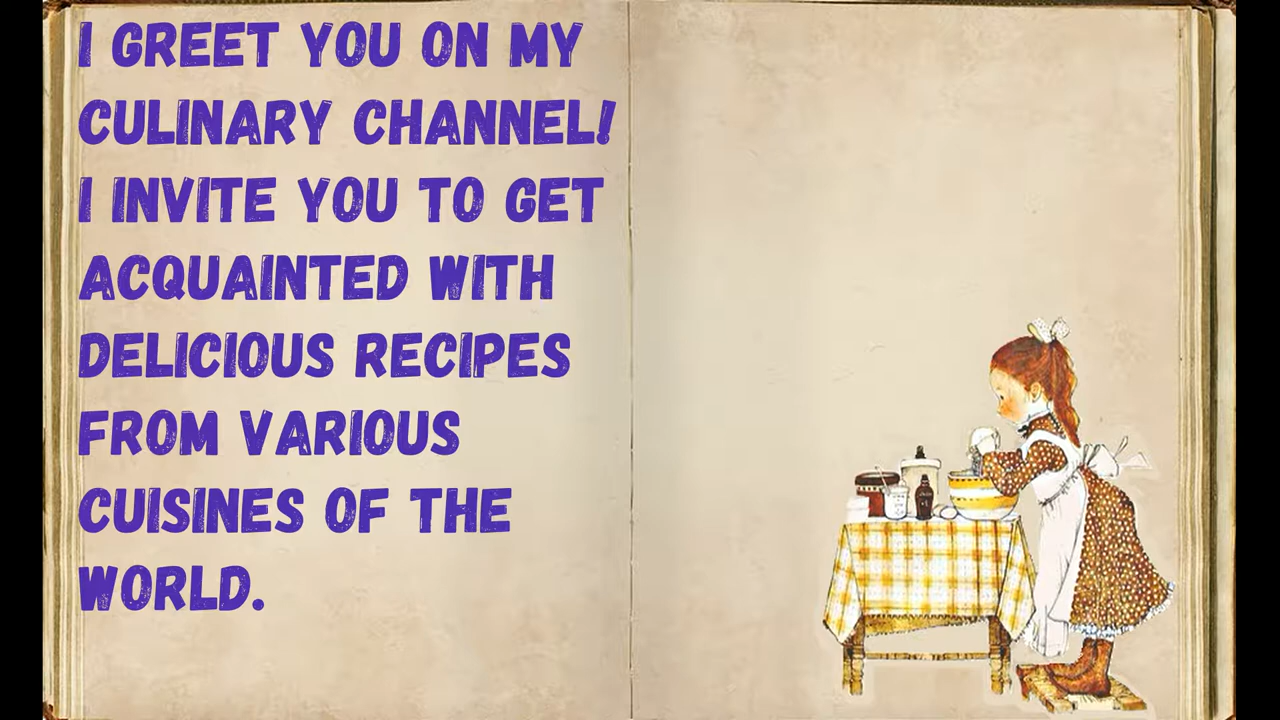 I GREET YOU ON MY
CULINARY CHANNEL!
I INVITE YOU TO GET
ACQUAINTED WITH
DELICIOUS RECIPES
FROM VARIOUS
CUISINES OF THE
WORLD.